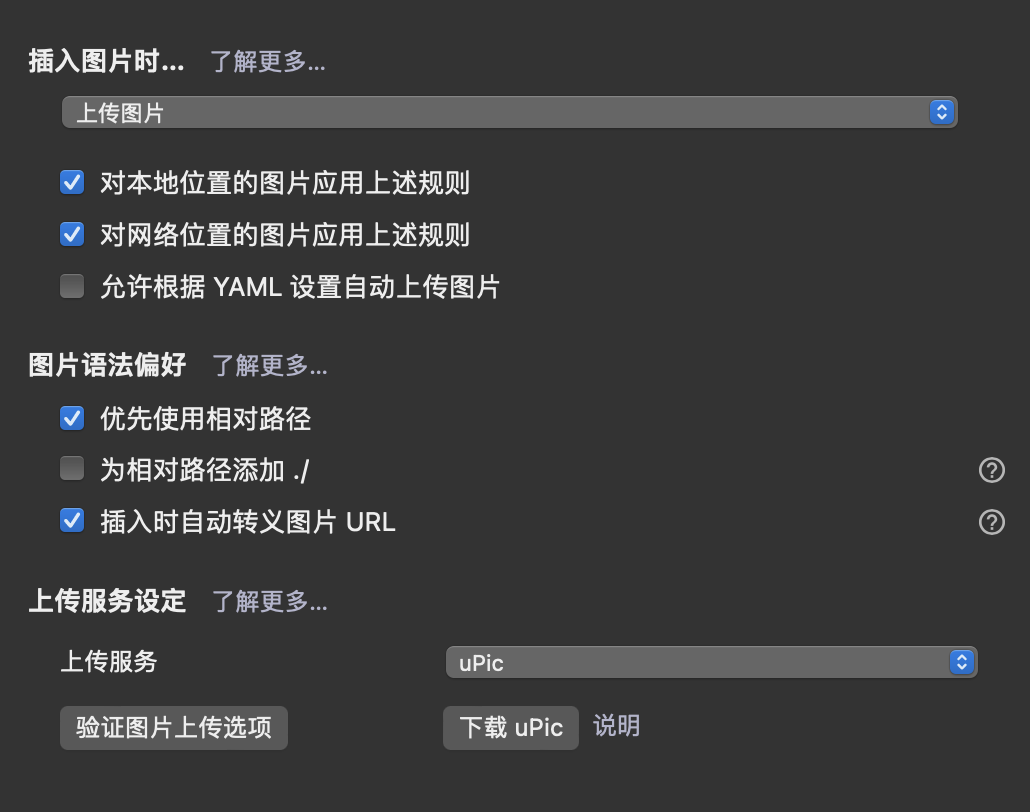 插入图片时... 了解更多...
上传图片
对本地位置的图片应用上述规则
对网络位置的图片应用上述规则
允许根据 YAML 设置自动上传图片
图片语法偏好 了解更多...
优先使用相对路径
为相对路径添加 ./
插入时自动转义图片 URL
上传服务设定 了解更多...
上传服务 uPic
验证图片上传选项 下载 uPic 说明